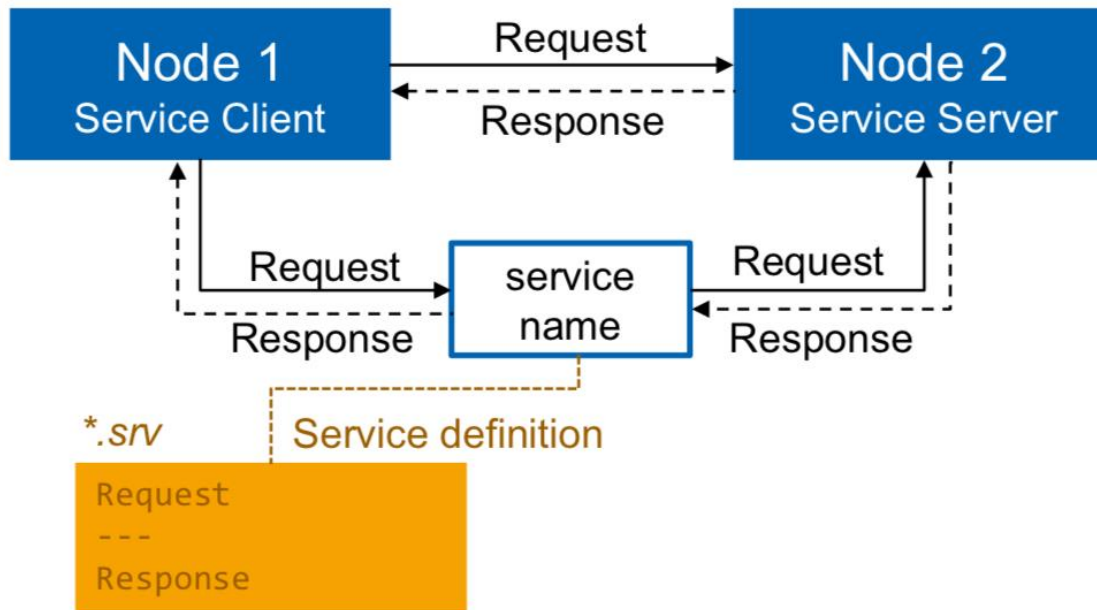 Node 1
Service Client
Request
Response
Node 2
Service Server
Request
Response
service
name
Request
Response
*.srv
Service definition
Request
---
Response